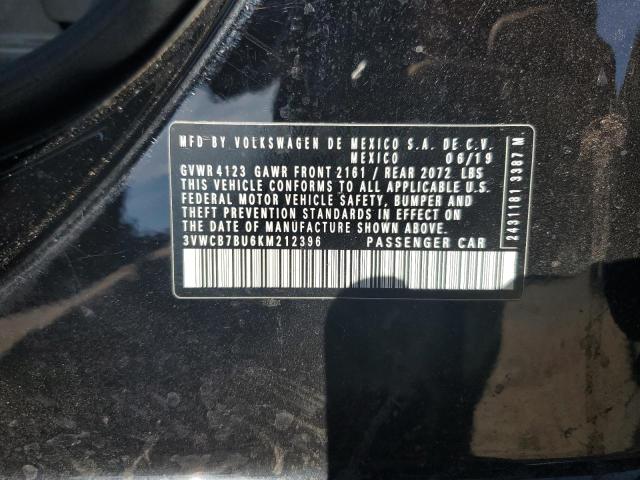 MFD BY VOLKSWAGEN DE MEXICO S.A. DE C.V.
MEXICO 06/19
GVWR 4123 GAWR FRONT 2161 / REAR 2072 LBS
THIS VEHICLE CONFORMS TO ALL APPLICABLE U.S.
FEDERAL MOTOR VEHICLE SAFETY, BUMPER AND
THEFT PREVENTION STANDARDS IN EFFECT ON
THE DATE OF MANUFACTURE SHOWN ABOVE.
3VWCB7BU6KM212396 PASSENGER CAR
2431181 3387 M